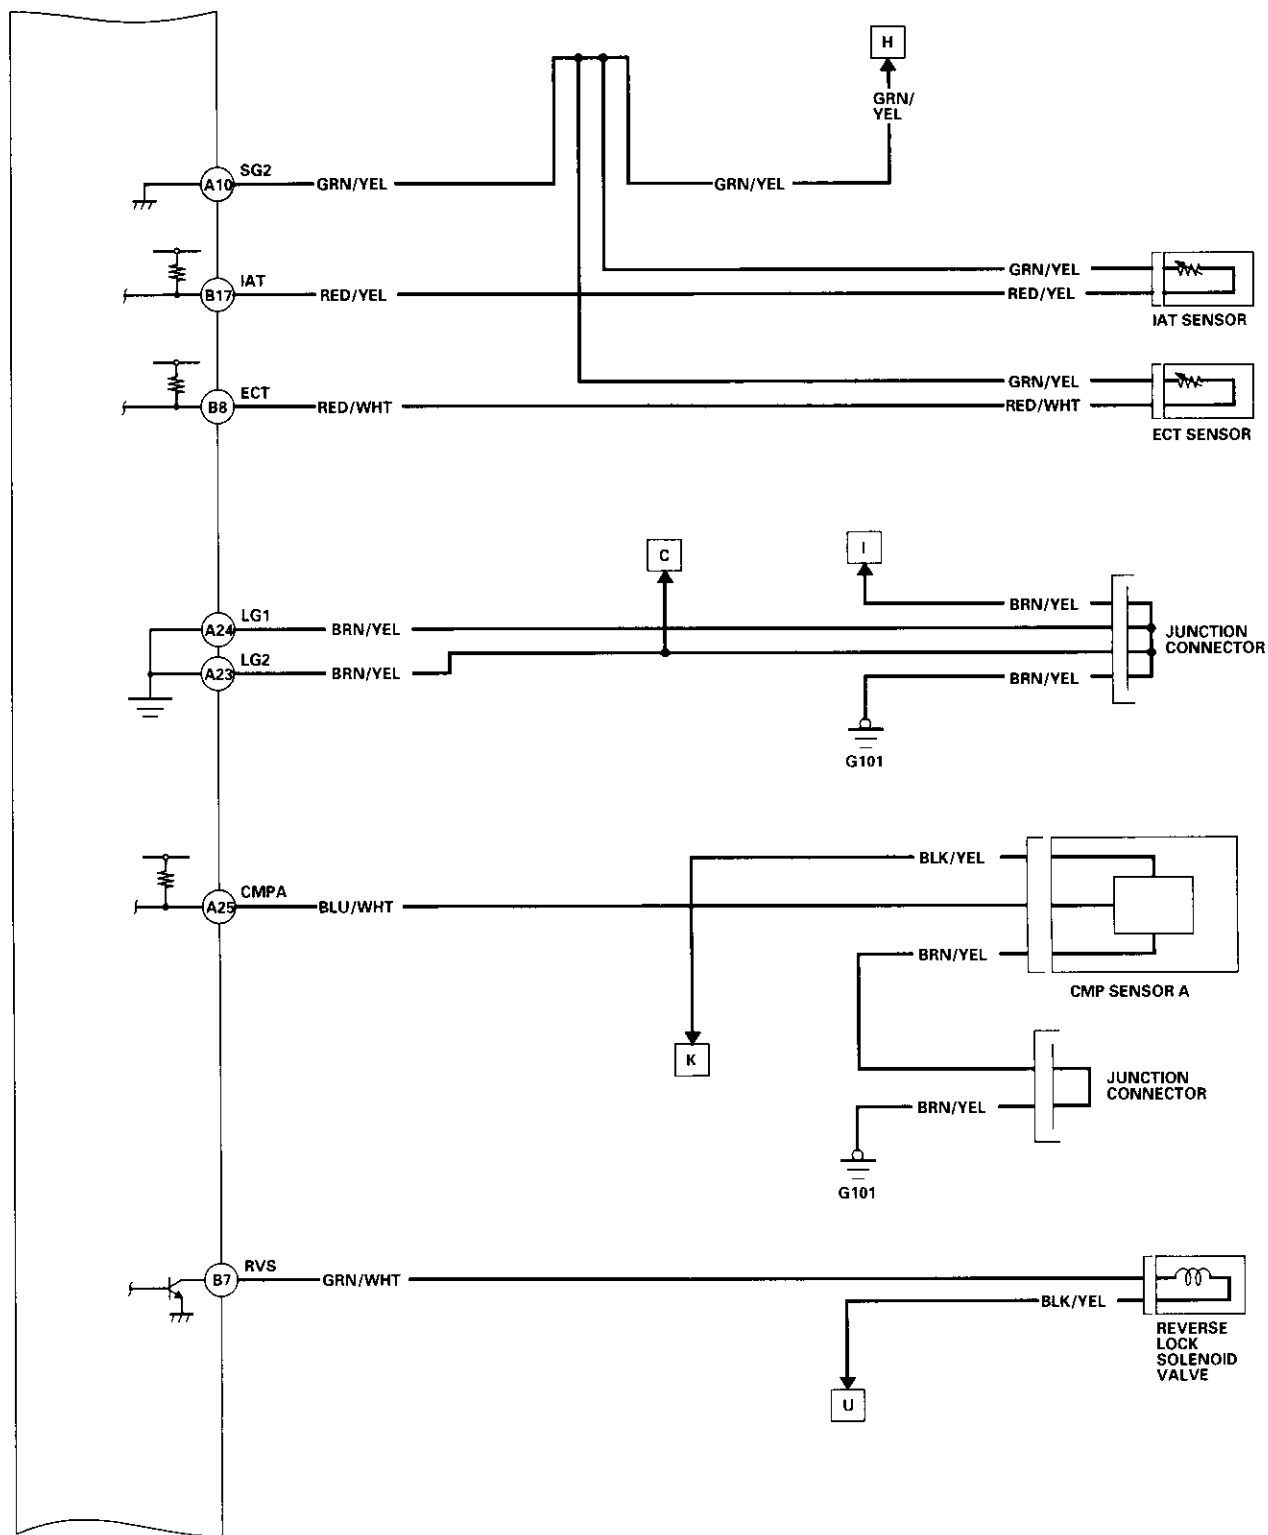 H
GRN/
YEL
SG2
A10
GRN/YEL
GRN/YEL
IAT
B17
RED/YEL
GRN/YEL
RED/YEL
IAT SENSOR
ECT
B8
RED/WHT
GRN/YEL
RED/WHT
ECT SENSOR
C
I
LG1
A24
BRN/YEL
BRN/YEL
LG2
A23
BRN/YEL
BRN/YEL
JUNCTION
CONNECTOR
G101
CMPA
A25
BLU/WHT
BLK/YEL
BRN/YEL
CMP SENSOR A
K
JUNCTION
CONNECTOR
BRN/YEL
G101
RVS
B7
GRN/WHT
BLK/YEL
REVERSE
LOCK
SOLENOID
VALVE
U